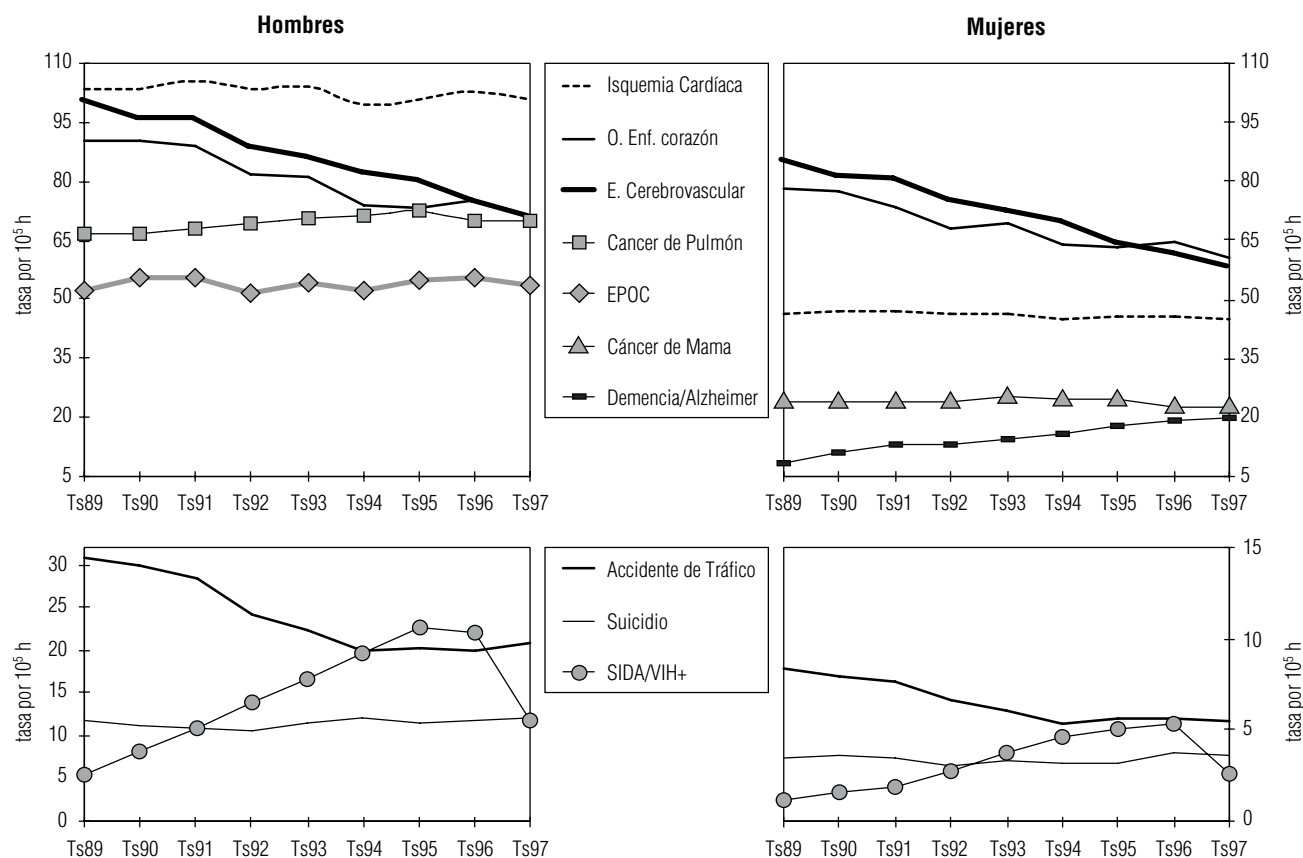 Hombres
Mujeres
110
95
80
65
50
35
20
5
tasa por 10⁵ h
Ts89 Ts90 Ts91 Ts92 Ts93 Ts94 Ts95 Ts96 Ts97
Isquemia Cardíaca
O. Enf. corazón
E. Cerebrovascular
Cancer de Pulmón
EPOC
Cáncer de Mama
Demencia/Alzheimer
110
95
80
65
50
35
20
5
tasa por 10⁵ h
Ts89 Ts90 Ts91 Ts92 Ts93 Ts94 Ts95 Ts96 Ts97
30
25
20
15
10
5
0
tasa por 10⁵ h
Ts89 Ts90 Ts91 Ts92 Ts93 Ts94 Ts95 Ts96 Ts97
Accidente de Tráfico
Suicidio
SIDA/VIH+
15
10
5
0
tasa por 10⁵ h
Ts89 Ts90 Ts91 Ts92 Ts93 Ts94 Ts95 Ts96 Ts97